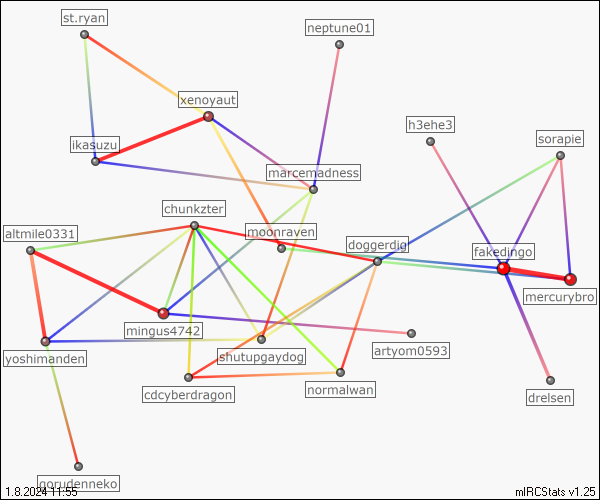 st.ryan
neptune01
xenoyaut
h3ehe3
sorapie
ikasuzu
marcemadness
chunkzter
altmile0331
moonraven
doggerdig
fakedingo
mercurybro
mingus4742
yoshimanden
shutupgaydog
artyom0593
cdcyberdragon
normalwan
drelsen
gorudenneko
1.8.2024 11:55
mIRCStats v1.25